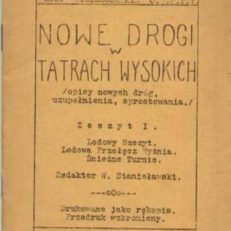 NOWE DROGI
w
TATRACH WYSOKICH
/opisy nowych dróg,
uzupełnienia, sprostowania./
Zeszyt I.
Lodowy Szczyt.
Lodowa Przełęcz Wyżnia.
Śnieżne Turnie.
Redaktor W. Stanisławski.
---oOo---
Drukowane jako rękopis.
Przedruk wzbroniony.